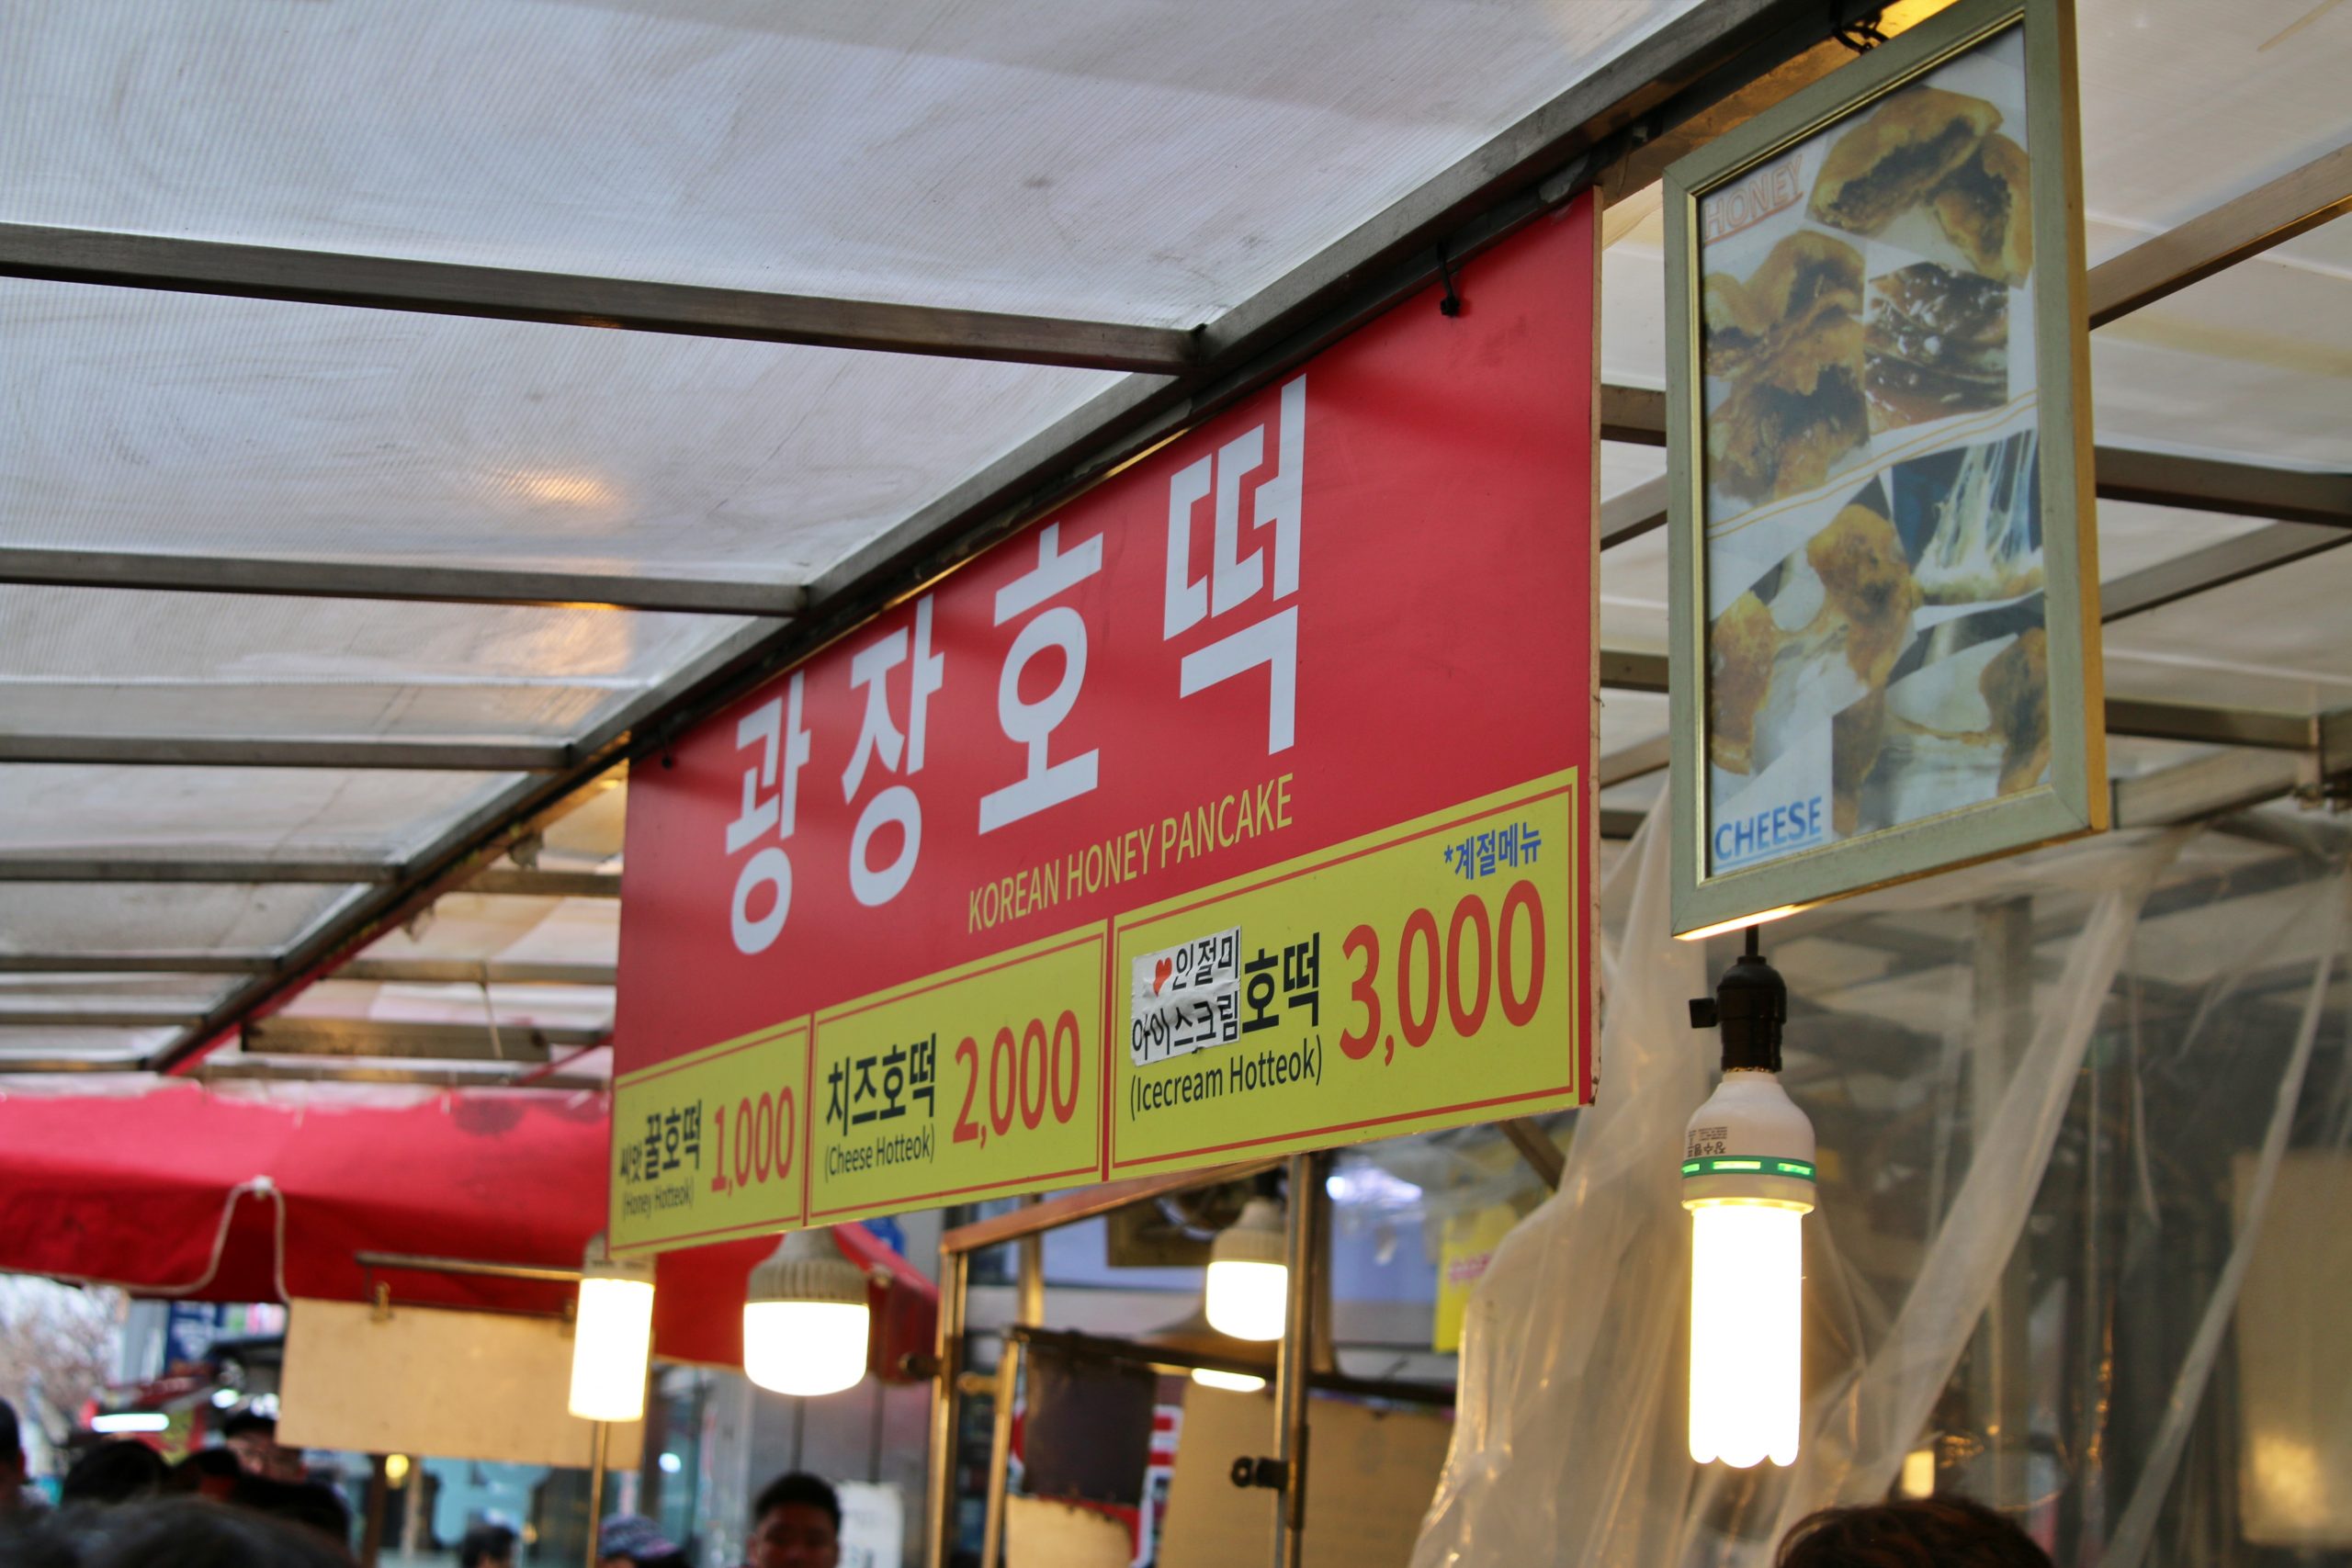 광장호떡
KOREAN HONEY PANCAKE
씨앗꿀호떡 1,000
(Honey Hotteok)
치즈호떡 2,000
(Cheese Hotteok)
*계절메뉴
♥인절미
아이스크림호떡 3,000
(Icecream Hotteok)
HONEY
CHEESE